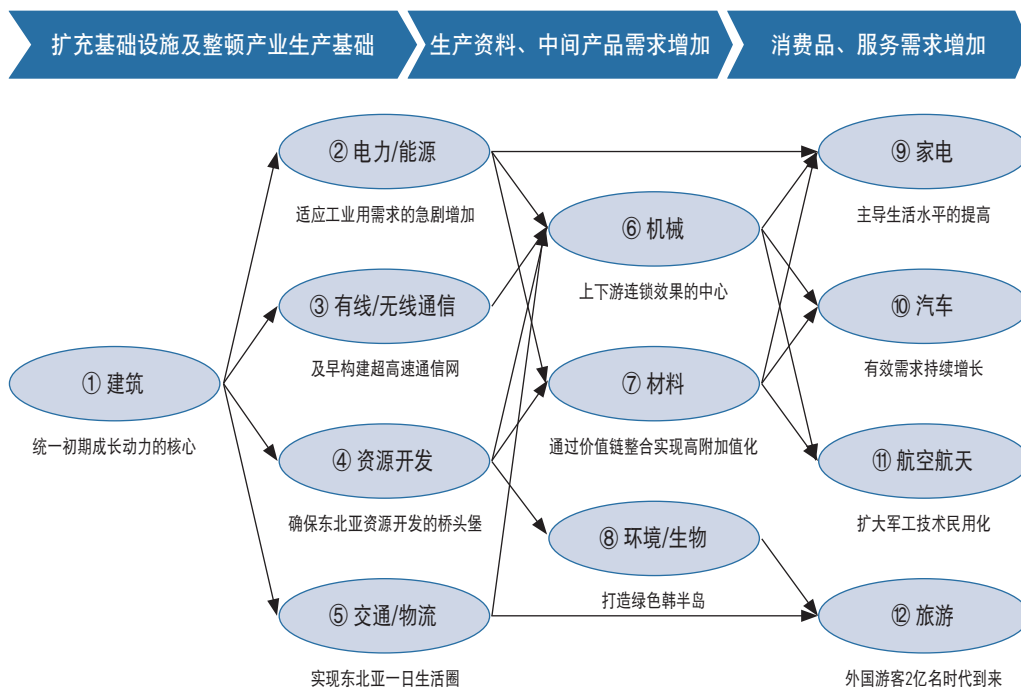 扩充基础设施及整顿产业生产基础
生产资料、中间产品需求增加
消费品、服务需求增加
① 建筑
统一初期成长动力的核心
② 电力/能源
适应工业用需求的急剧增加
③ 有线/无线通信
及早构建超高速通信网
④ 资源开发
确保东北亚资源开发的桥头堡
⑤ 交通/物流
实现东北亚一日生活圈
⑥ 机械
上下游连锁效果的中心
⑦ 材料
通过价值链整合实现高附加值化
⑧ 环境/生物
打造绿色韩半岛
⑨ 家电
主导生活水平的提高
⑩ 汽车
有效需求持续增长
⑪ 航空航天
扩大军工技术民用化
⑫ 旅游
外国游客2亿名时代到来